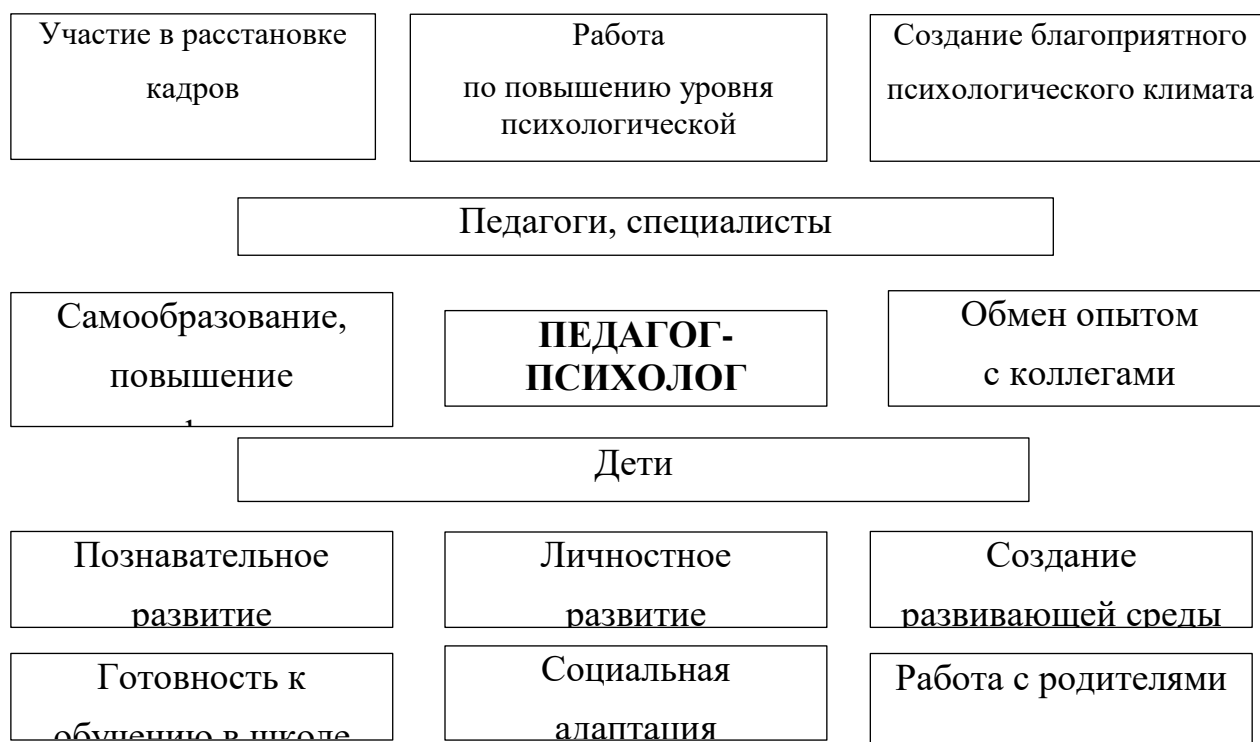 Участие в расстановке
кадров
Работа
по повышению уровня
психологической
Создание благоприятного
психологического климата
Педагоги, специалисты
Самообразование,
повышение
ПЕДАГОГ-
ПСИХОЛОГ
Обмен опытом
с коллегами
Дети
Познавательное
развитие
Личностное
развитие
Создание
развивающей среды
Готовность к
обучению в школе
Социальная
адаптация
Работа с родителями